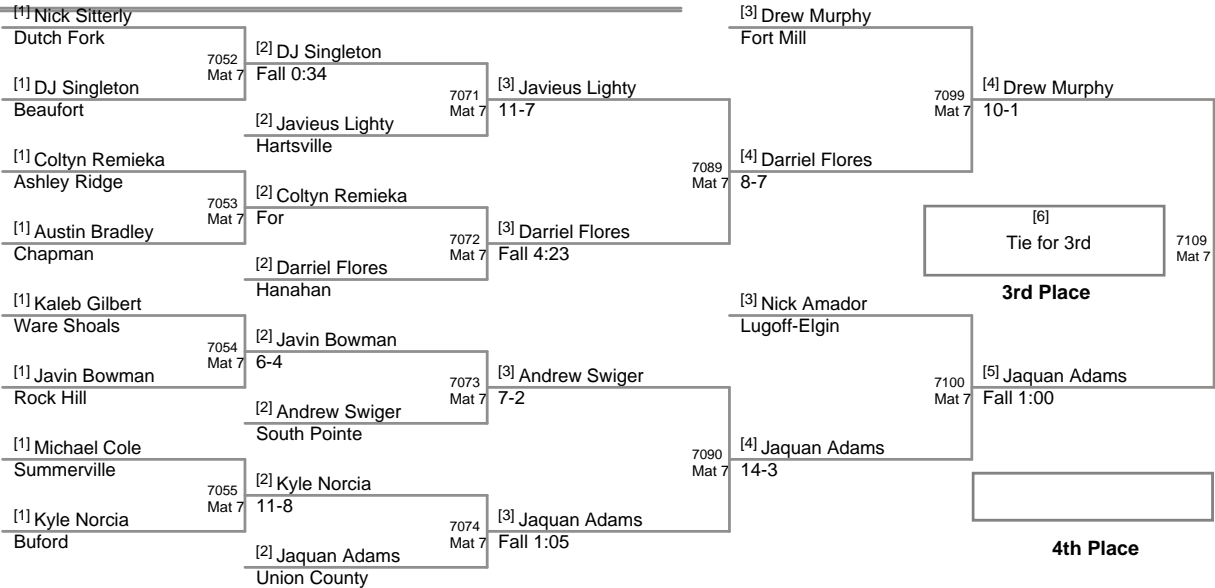 [1] Nick Sitterly
Dutch Fork
7052
Mat 7
[1] DJ Singleton
Beaufort
[1] Coltyn Remieka
Ashley Ridge
7053
Mat 7
[1] Austin Bradley
Chapman
[1] Kaleb Gilbert
Ware Shoals
7054
Mat 7
[1] Javin Bowman
Rock Hill
[1] Michael Cole
Summerville
7055
Mat 7
[1] Kyle Norcia
Buford
[2] DJ Singleton
Fall 0:34
7071
Mat 7
[2] Javieus Lighty
Hartsville
[2] Coltyn Remieka
For
7072
Mat 7
[2] Darriel Flores
Hanahan
[2] Javin Bowman
6-4
7073
Mat 7
[2] Andrew Swiger
South Pointe
[2] Kyle Norcia
11-8
7074
Mat 7
[2] Jaquan Adams
Union County
[3] Javieus Lighty
11-7
7089
Mat 7
[3] Darriel Flores
Fall 4:23
[3] Andrew Swiger
7-2
7090
Mat 7
[3] Jaquan Adams
Fall 1:05
[3] Drew Murphy
Fort Mill
7099
Mat 7
[4] Darriel Flores
8-7
[3] Nick Amador
Lugoff-Elgin
7100
Mat 7
[4] Jaquan Adams
14-3
[4] Drew Murphy
10-1
7109
Mat 7
[5] Jaquan Adams
Fall 1:00
[6]
Tie for 3rd
3rd Place
4th Place